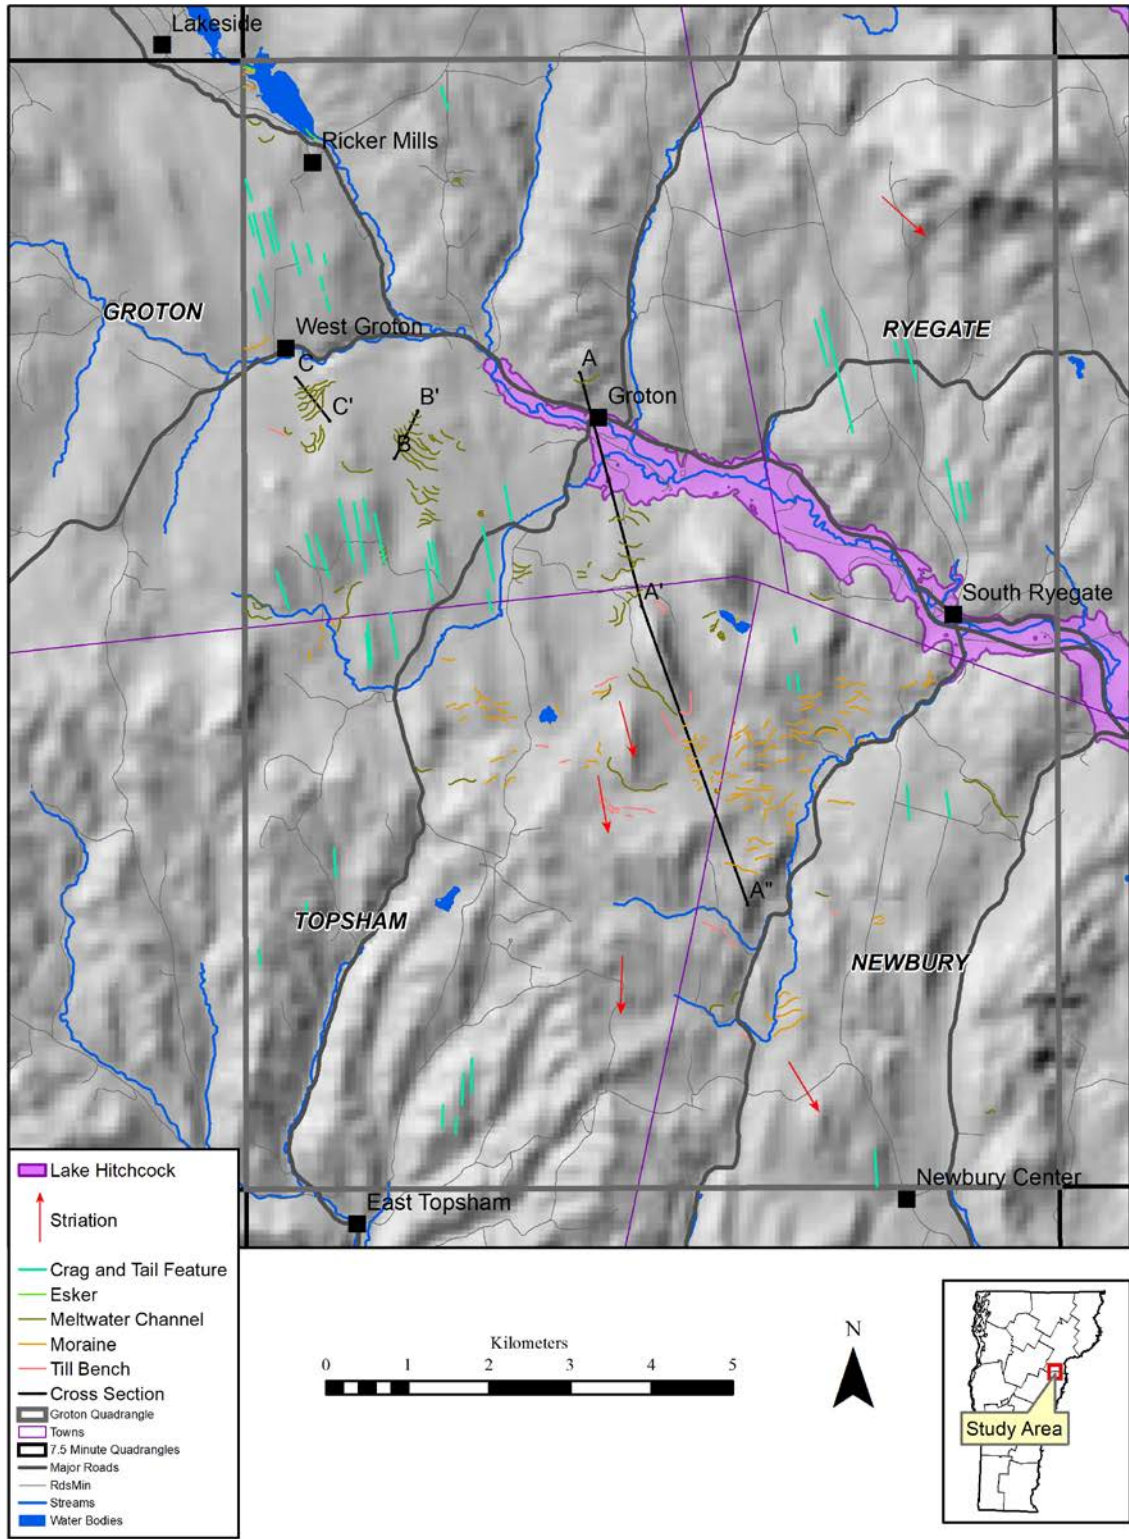 Lakeside
Ricker Mills
GROTON
West Groton
A
RYEGATE
C
C'
B'
B
Groton
A'
South Ryegate
A"
TOPSHAM
NEWBURY
Newbury Center
East Topsham
Lake Hitchcock
Striation
Crag and Tail Feature
Esker
Meltwater Channel
Moraine
Till Bench
Cross Section
Groton Quadrangle
Towns
7.5 Minute Quadrangles
Major Roads
RdsMin
Streams
Water Bodies
Kilometers
0 1 2 3 4 5
N
Study Area